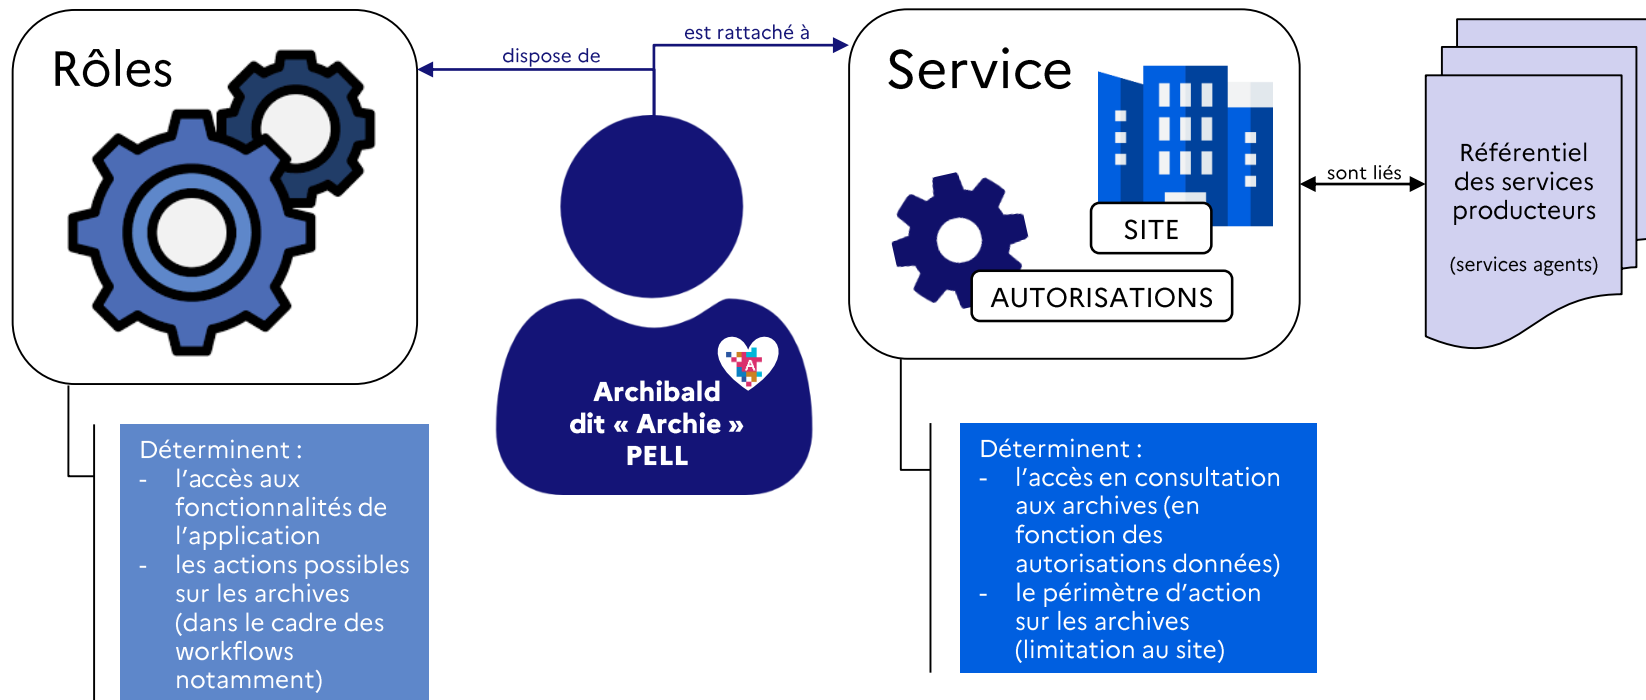 Rôles
dispose de
est rattaché à
Service
SITE
AUTORISATIONS
sont liés
Référentiel
des services
producteurs
(services agents)
A
Archibald
dit « Archie »
PELL
Déterminent :
- l’accès aux
fonctionnalités de
l’application
- les actions possibles
sur les archives
(dans le cadre des
workflows
notamment)
Déterminent :
- l’accès en consultation
aux archives (en
fonction des
autorisations données)
- le périmètre d’action
sur les archives
(limitation au site)